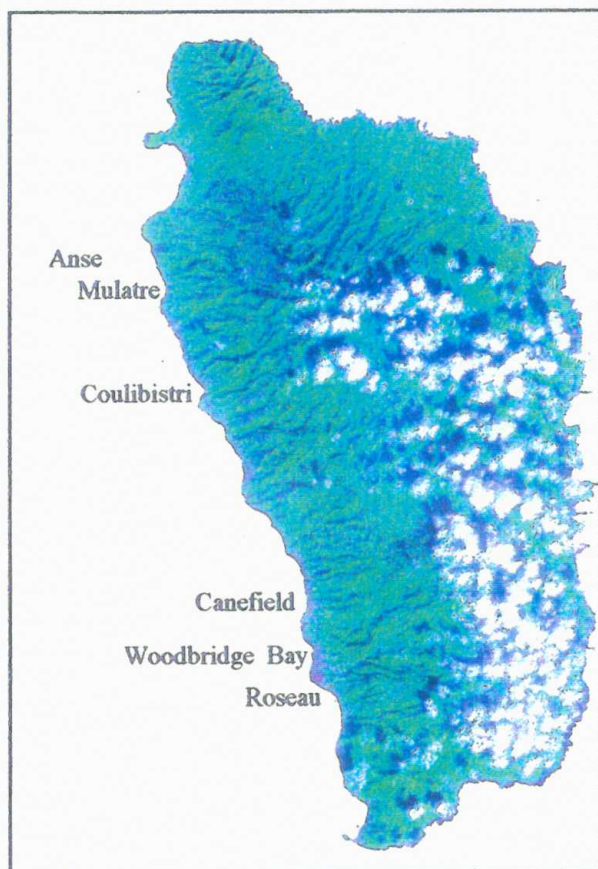 Anse
Mulatre
Coulibistri
Canefield
Woodbridge Bay
Roseau